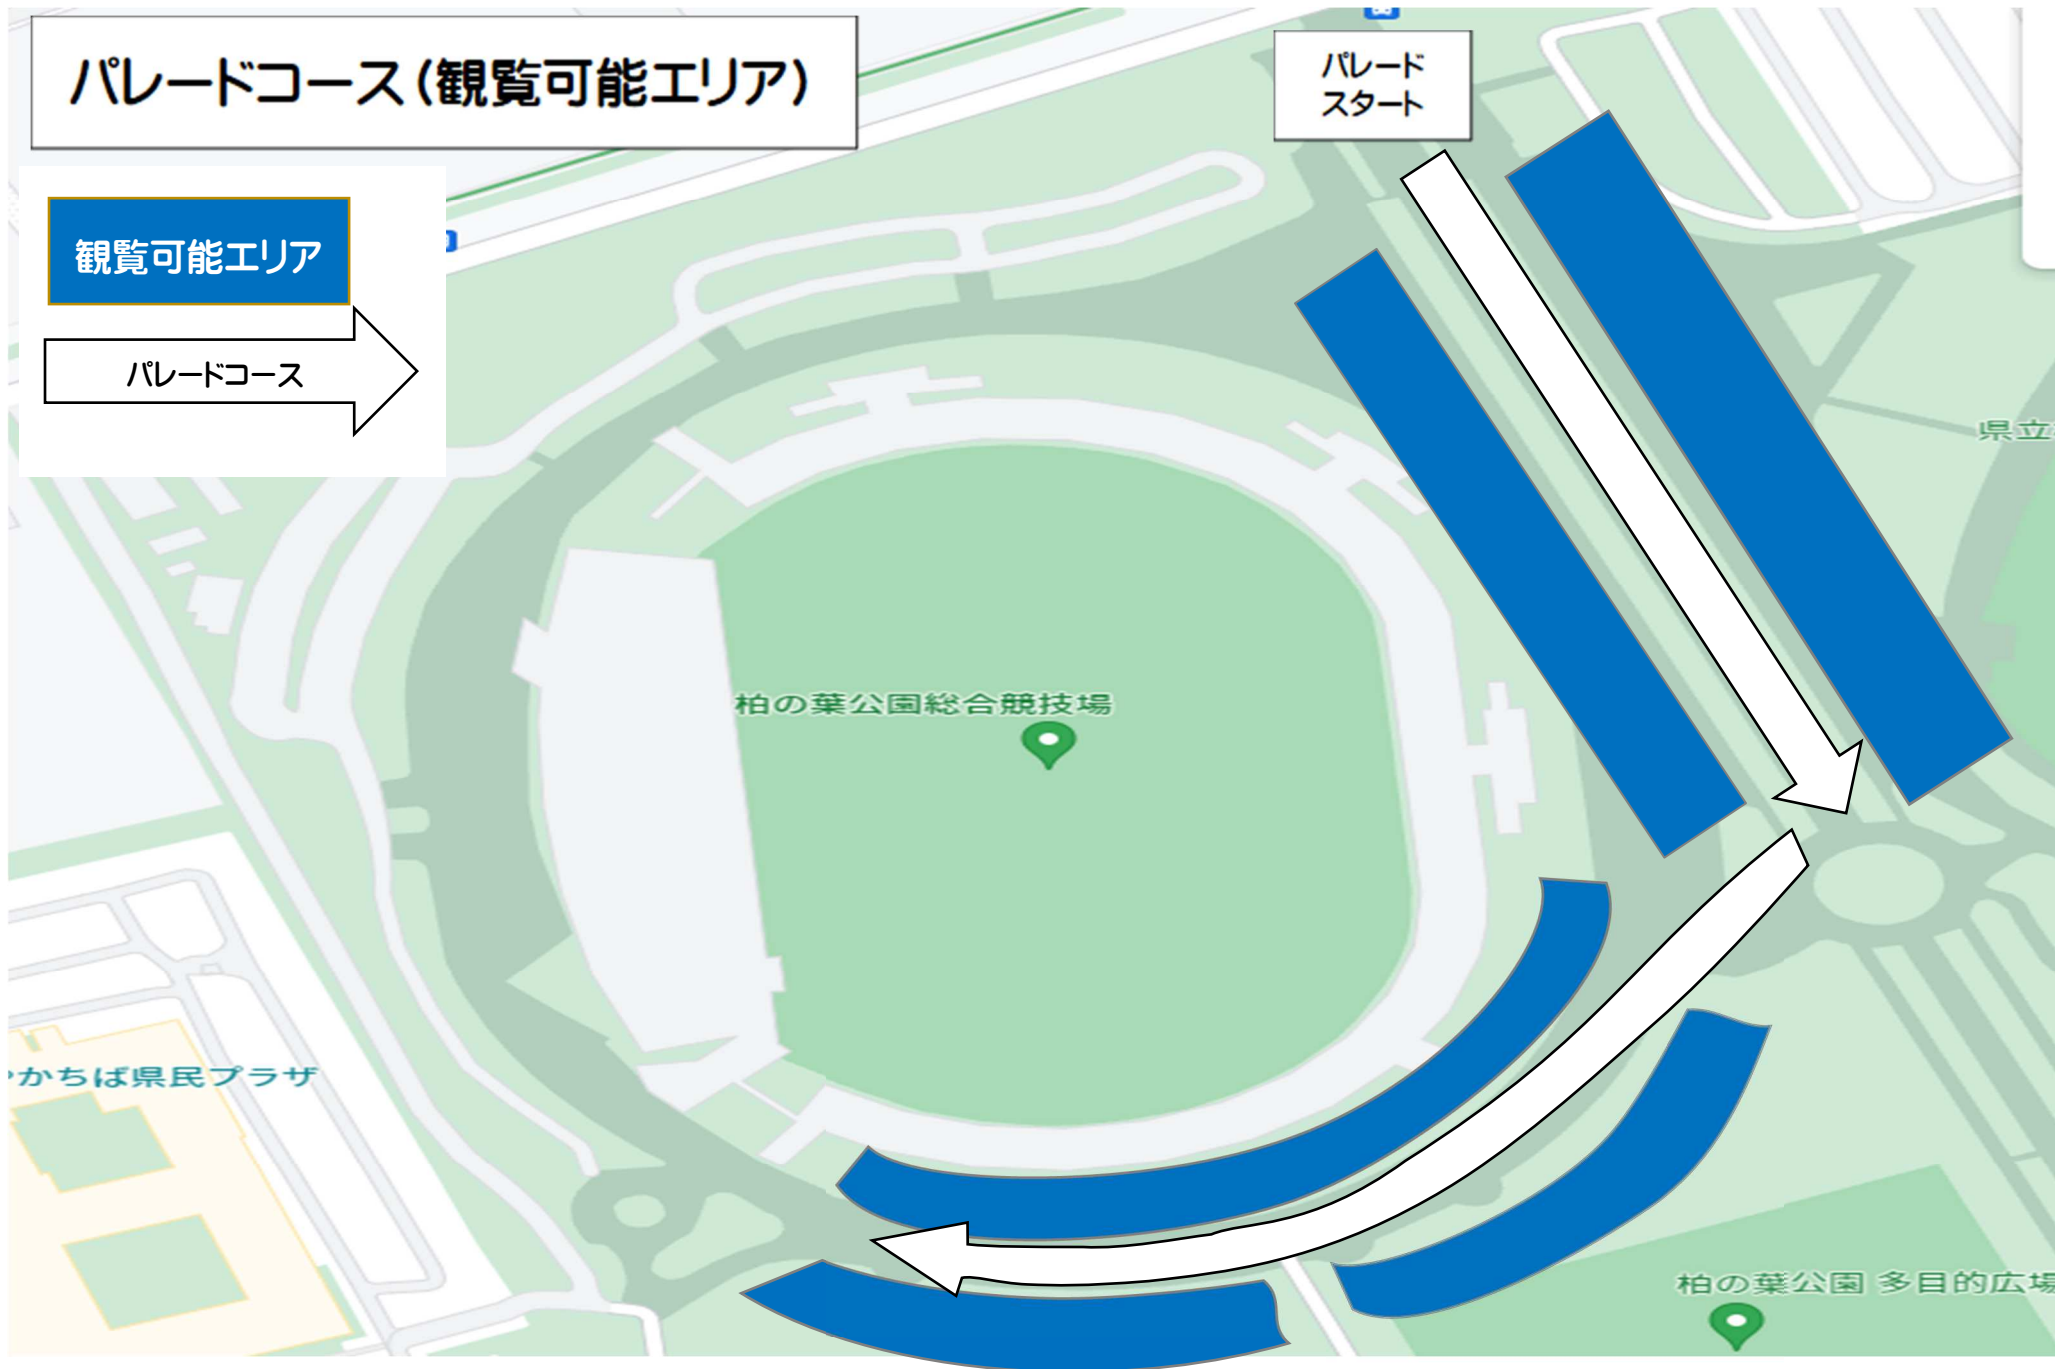 パレードコース(観覧可能エリア)
パレード
スタート
観覧可能エリア
パレードコース
県立
柏の葉公園総合競技場
かちば県民プラザ
柏の葉公園 多目的広場